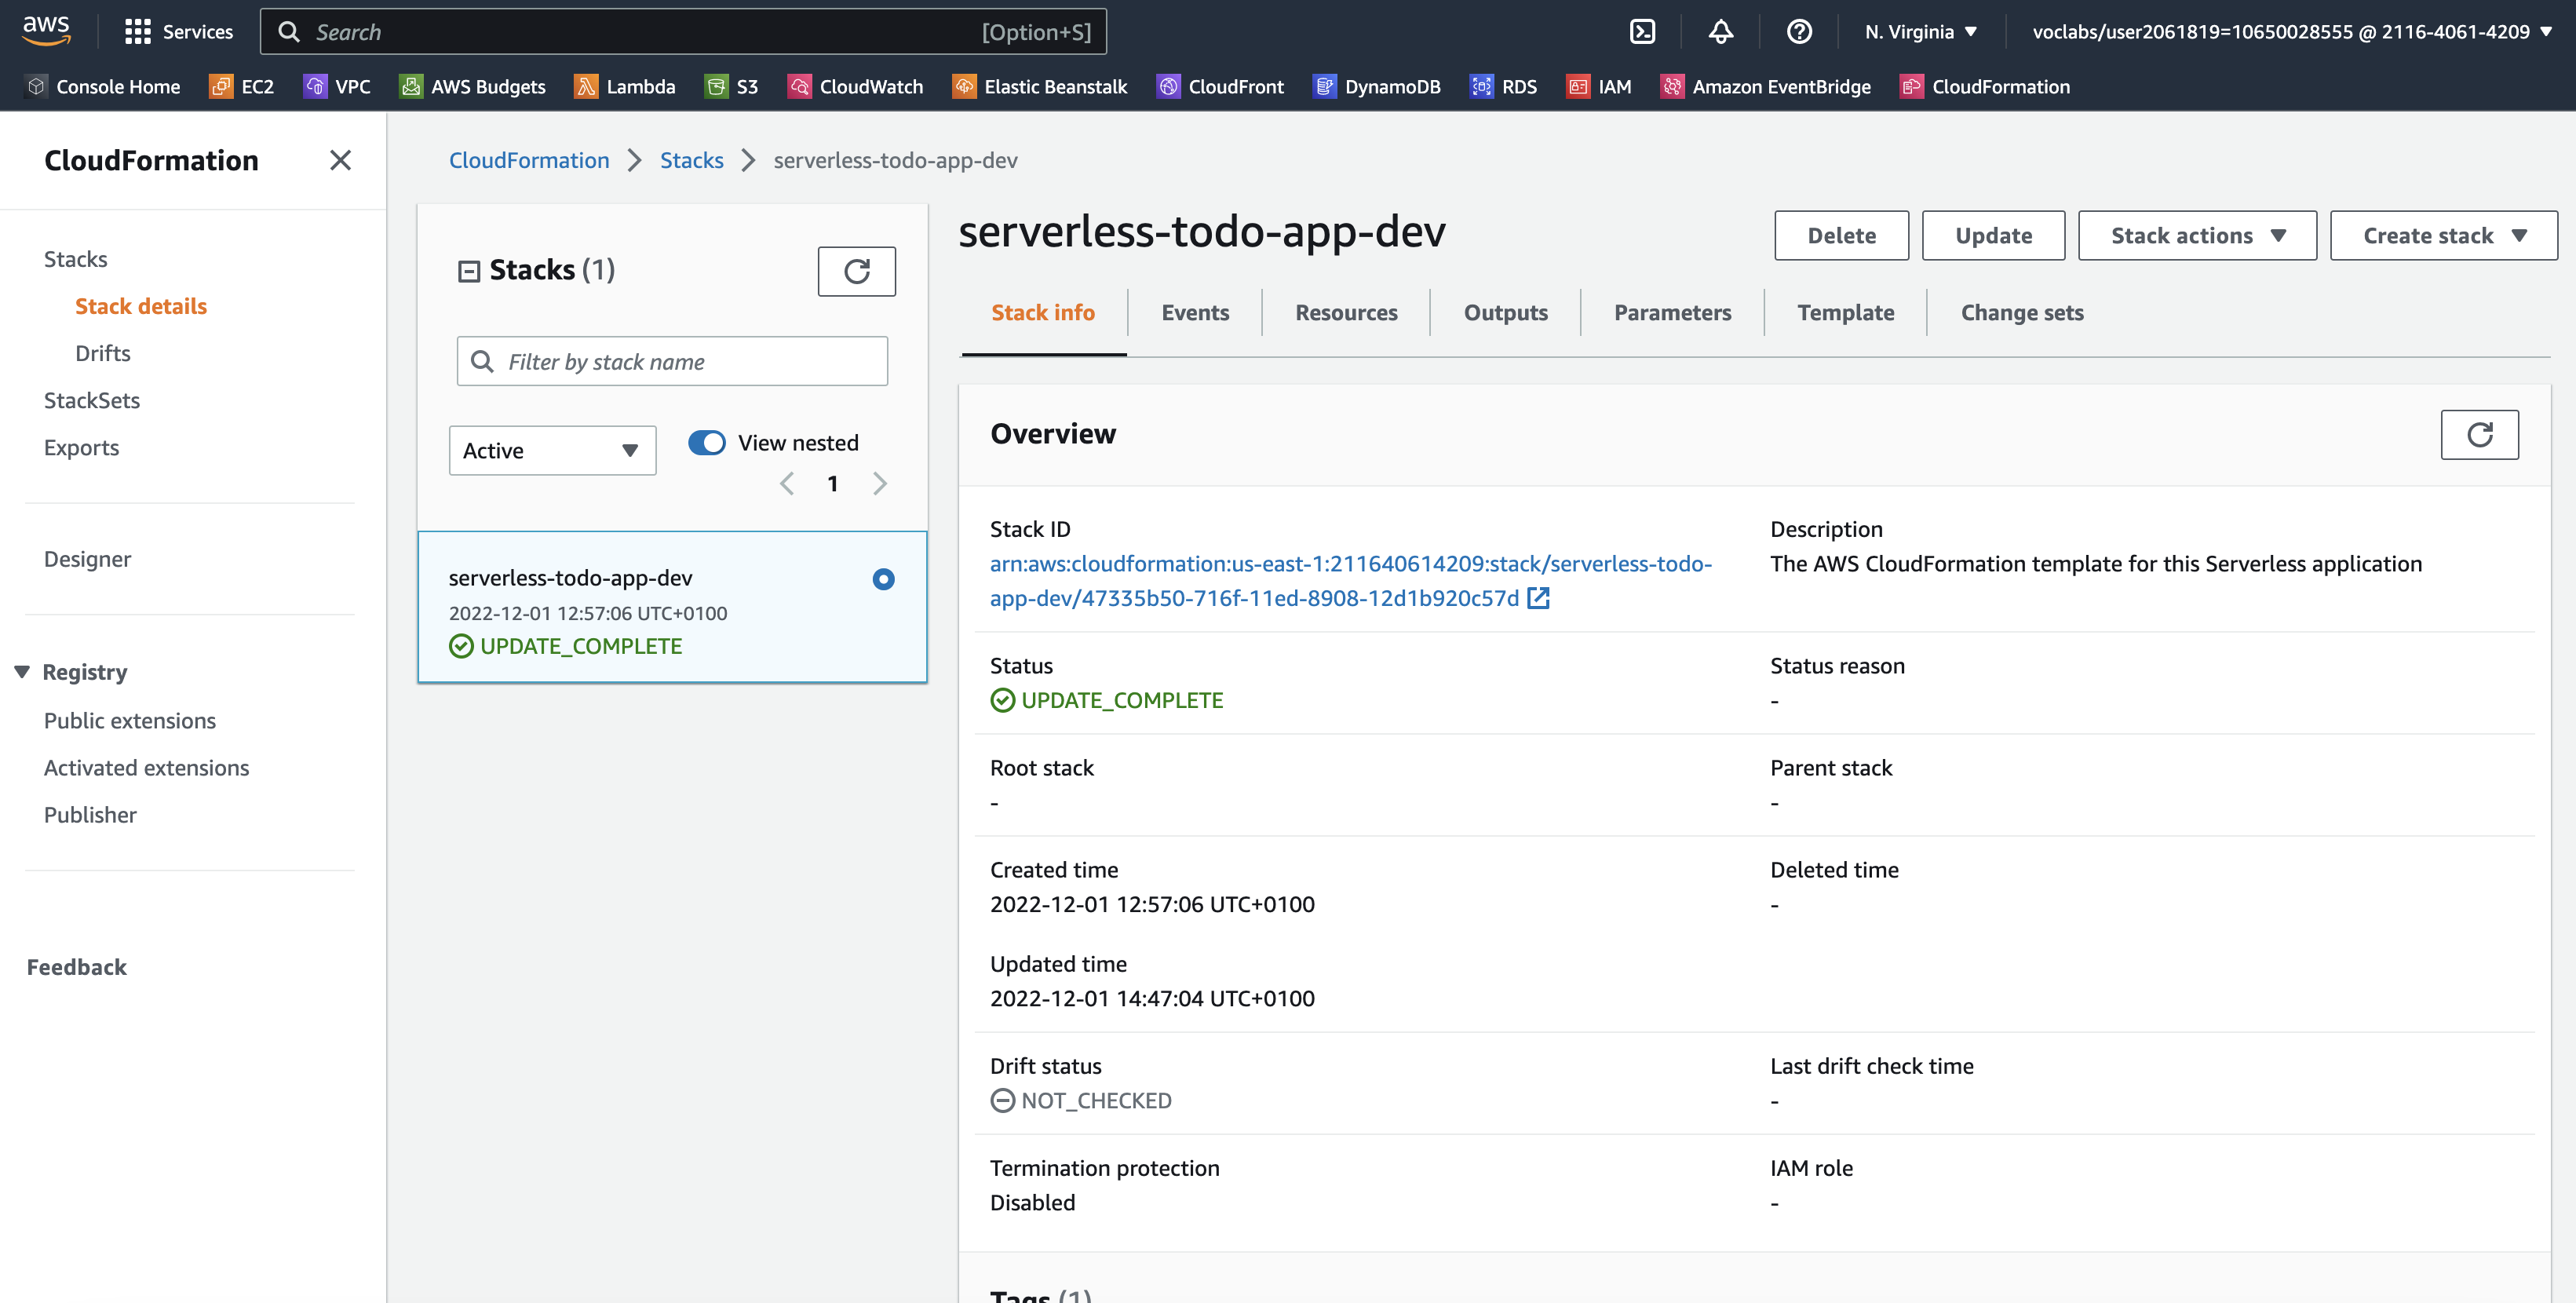 aws
Services
Search
[Option+S]
N. Virginia
voclabs/user2061819=10650028555 @ 2116-4061-4209
Console Home
EC2
VPC
AWS Budgets
Lambda
S3
CloudWatch
Elastic Beanstalk
CloudFront
DynamoDB
RDS
IAM
Amazon EventBridge
CloudFormation
CloudFormation
Stacks
Stack details
Drifts
StackSets
Exports
Designer
Registry
Public extensions
Activated extensions
Publisher
Feedback
CloudFormation
Stacks
serverless-todo-app-dev
Stacks (1)
Filter by stack name
Active
View nested
1
serverless-todo-app-dev
2022-12-01 12:57:06 UTC+0100
UPDATE_COMPLETE
serverless-todo-app-dev
Delete
Update
Stack actions
Create stack
Stack info
Events
Resources
Outputs
Parameters
Template
Change sets
Overview
Stack ID
arn:aws:cloudformation:us-east-1:211640614209:stack/serverless-todo-
app-dev/47335b50-716f-11ed-8908-12d1b920c57d
Description
The AWS CloudFormation template for this Serverless application
Status
UPDATE_COMPLETE
Status reason
-
Root stack
-
Parent stack
-
Created time
2022-12-01 12:57:06 UTC+0100
Deleted time
-
Updated time
2022-12-01 14:47:04 UTC+0100
Drift status
NOT_CHECKED
Last drift check time
-
Termination protection
Disabled
IAM role
-
Tags (1)